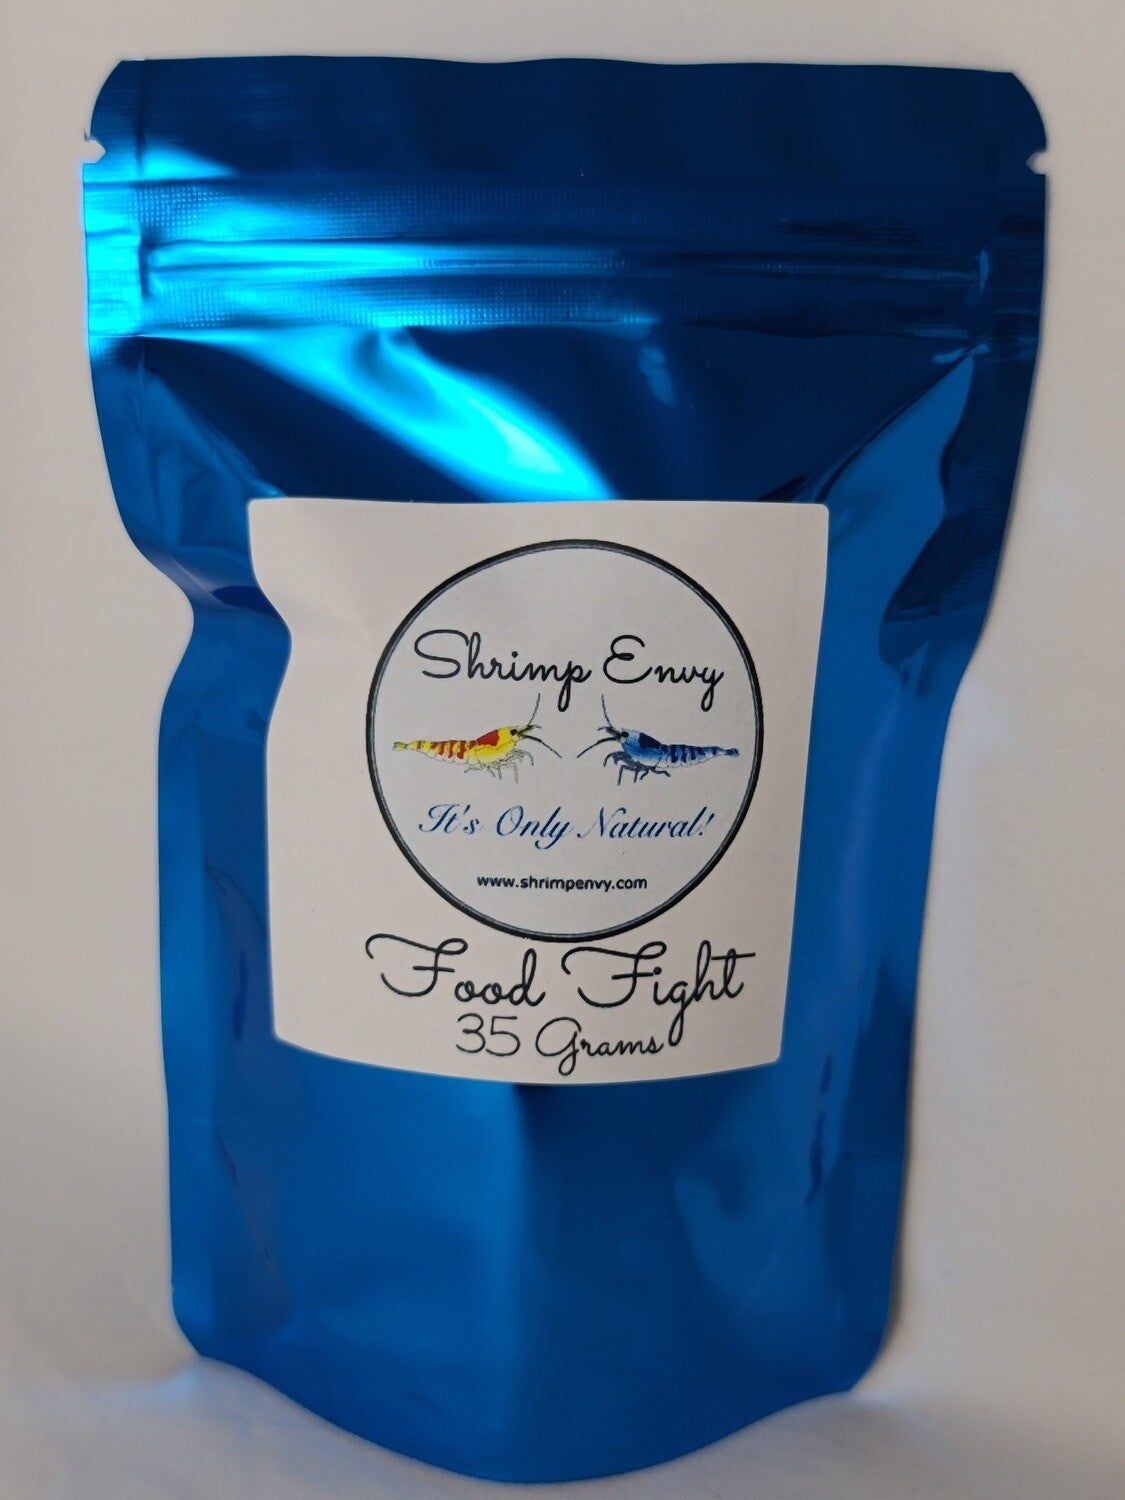 Shrimp Envy
It's Only Natural!
www.shrimpenvy.com
Food Fight
35 Grams